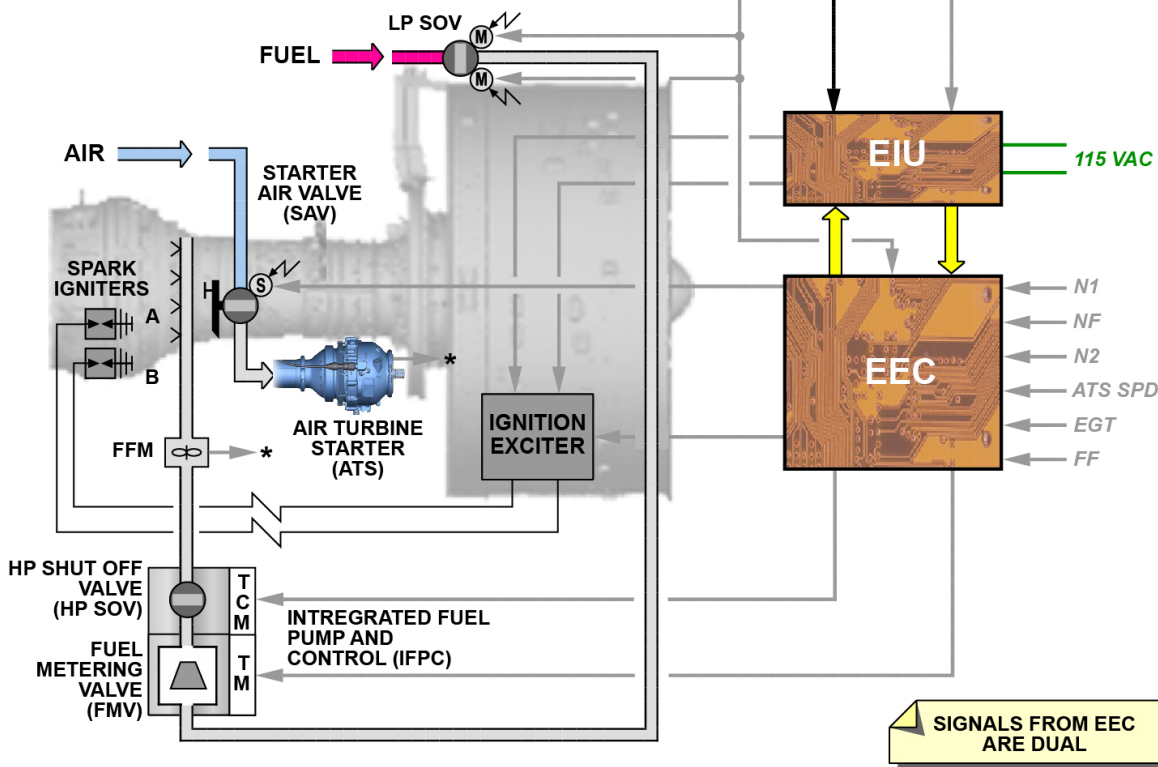 LP SOV
M
FUEL
M
AIR
EIU
115 VAC
STARTER
AIR VALVE
(SAV)
SPARK
IGNITERS
S
A
B
N1
NF
N2
ATS SPD
EGT
FF
EEC
*
AIR TURBINE
STARTER
(ATS)
IGNITION
EXCITER
FFM
*
HP SHUT OFF
VALVE
(HP SOV)
TCM
INTREGRATED FUEL
PUMP AND
CONTROL (IFPC)
FUEL
METERING
VALVE
(FMV)
TM
SIGNALS FROM EEC
ARE DUAL